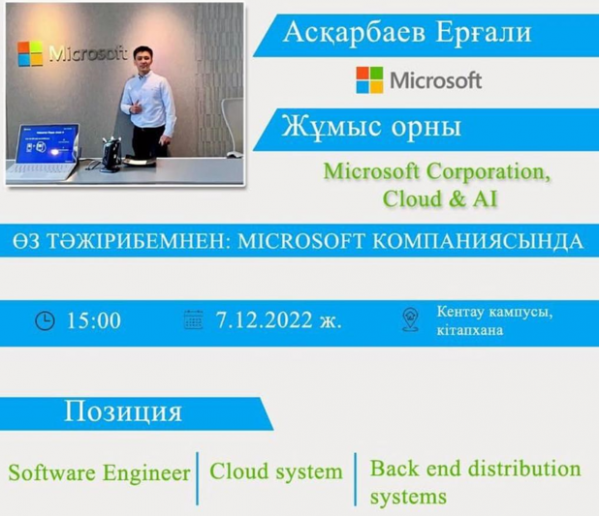 Microsoft
Асқарбаев Ерғали
Microsoft
Жұмыс орны
Microsoft Corporation,
Cloud & AI
ӨЗ ТӘЖІРИБЕМНЕН: MICROSOFT КОМПАНИЯСЫНДА
15:00
7.12.2022 ж.
Кентау кампусы,
кітапхана
Позиция
Software Engineer
Cloud system
Back end distribution
systems